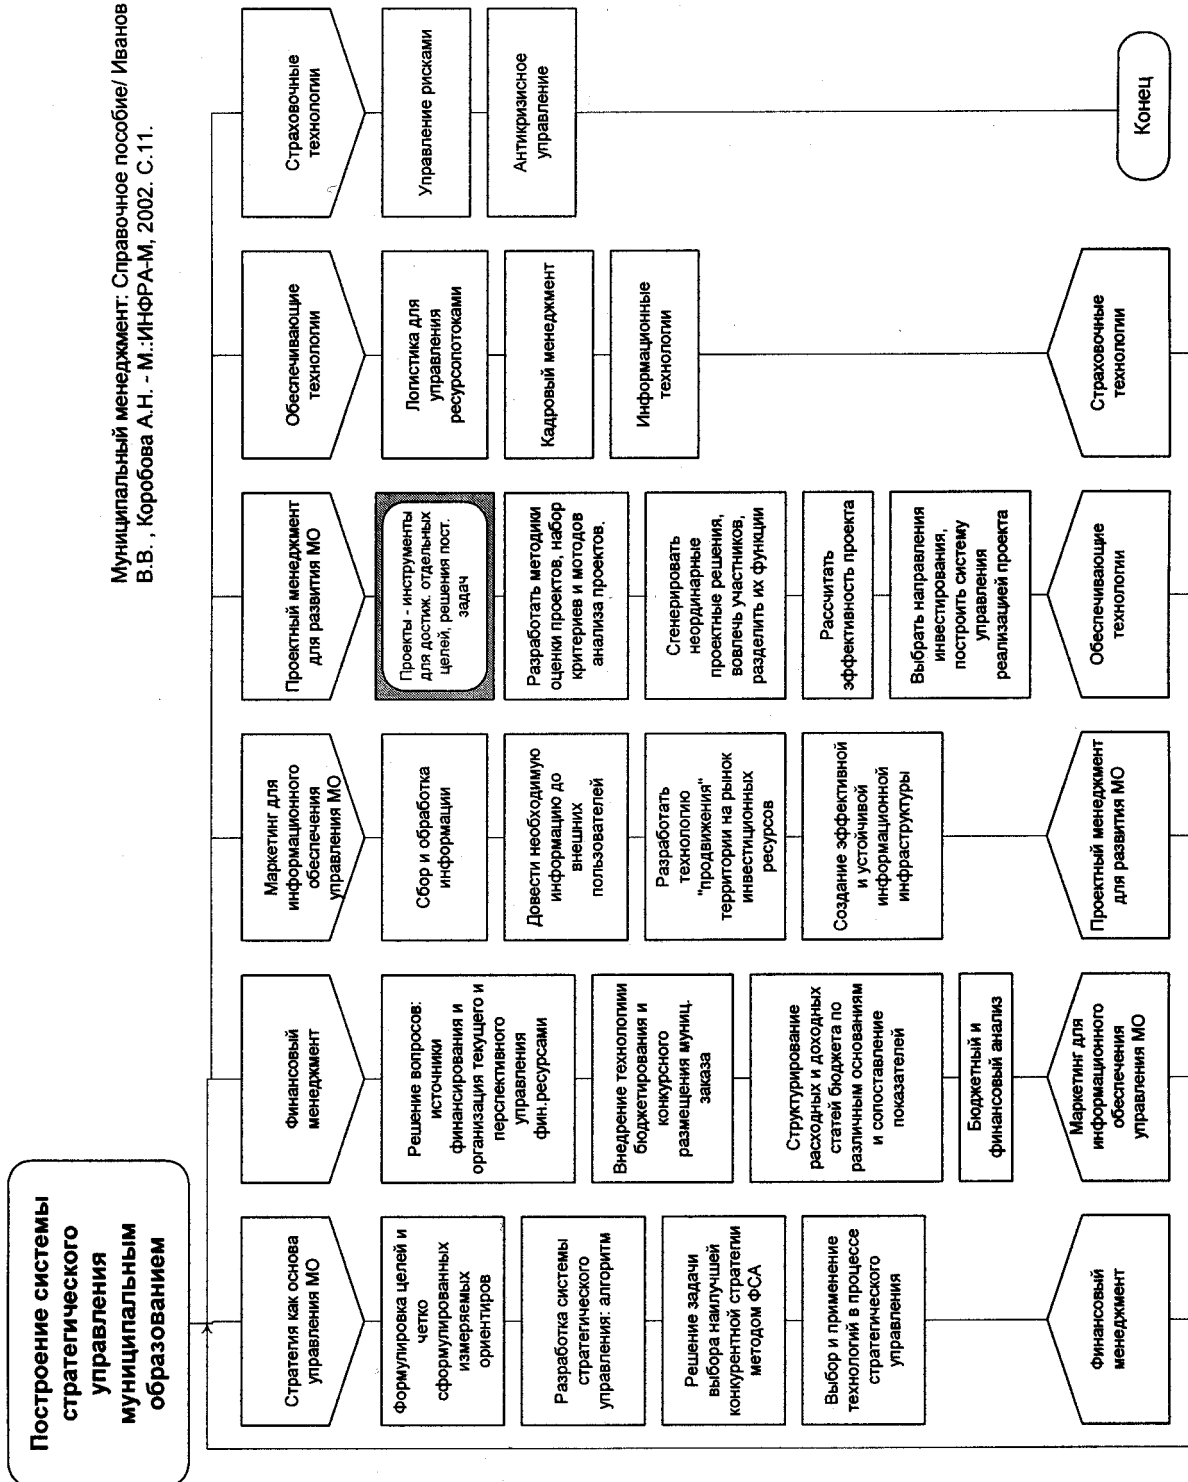 Построение системы
стратегического
управления
муниципальным
образованием
Муниципальный менеджмент: Справочное пособие/ Иванов
В.В. , Коробова А.Н. - М.:ИНФРА-М, 2002. С.11.
Стратегия как основа
управления МО
Формулировка целей и
четко
сформулированных
измеряемых
ориентиров
Разработка системы
стратегического
управления: алгоритм
Решение задачи
выбора наилучшей
конкурентной стратегии
методом ФСА
Выбор и применение
технологий в процессе
стратегического
управления
Финансовый
менеджмент
Финансовый
менеджмент
Решение вопросов:
источники
финансирования и
организация текущего и
перспективного
управления
фин.ресурсами
Внедрение технологиии
бюджетирования и
конкурсного
размещения муниц.
заказа
Структурирование
расходных и доходных
статей бюджета по
различным основаниям
и сопоставление
показателей
Бюджетный и
финансовый анализ
Маркетинг для
информационного
обеспечения
управления МО
Маркетинг для
информационного
обеспечения
управления МО
Сбор и обработка
информации
Довести необходимую
информацию до
внешних
пользователей
Разработать
технологию
"продвижения"
территории на рынок
инвестиционных
ресурсов
Создание эффективной
и устойчивой
информационной
инфраструктуры
Проектный менеджмент
для развития МО
Проектный менеджмент
для развития МО
Проекты - инструменты
для достиж. отдельных
целей, решения пост.
задач
Разработать методики
оценки проектов, набор
критериев и мотодов
анализа проектов.
Сгенерировать
неординарные
проектные решения,
вовлечь участников,
разделить их функции
Рассчитать
эффективность проекта
Выбрать направления
инвестирования,
построить систему
управления
реализацией проекта
Обеспечивающие
технологии
Обеспечивающие
технологии
Логистика для
управления
ресурсопотоками
Кадровый менеджмент
Информационные
технологии
Страховочные
технологии
Страховочные
технологии
Управление рисками
Антикризисное
управление
Конец